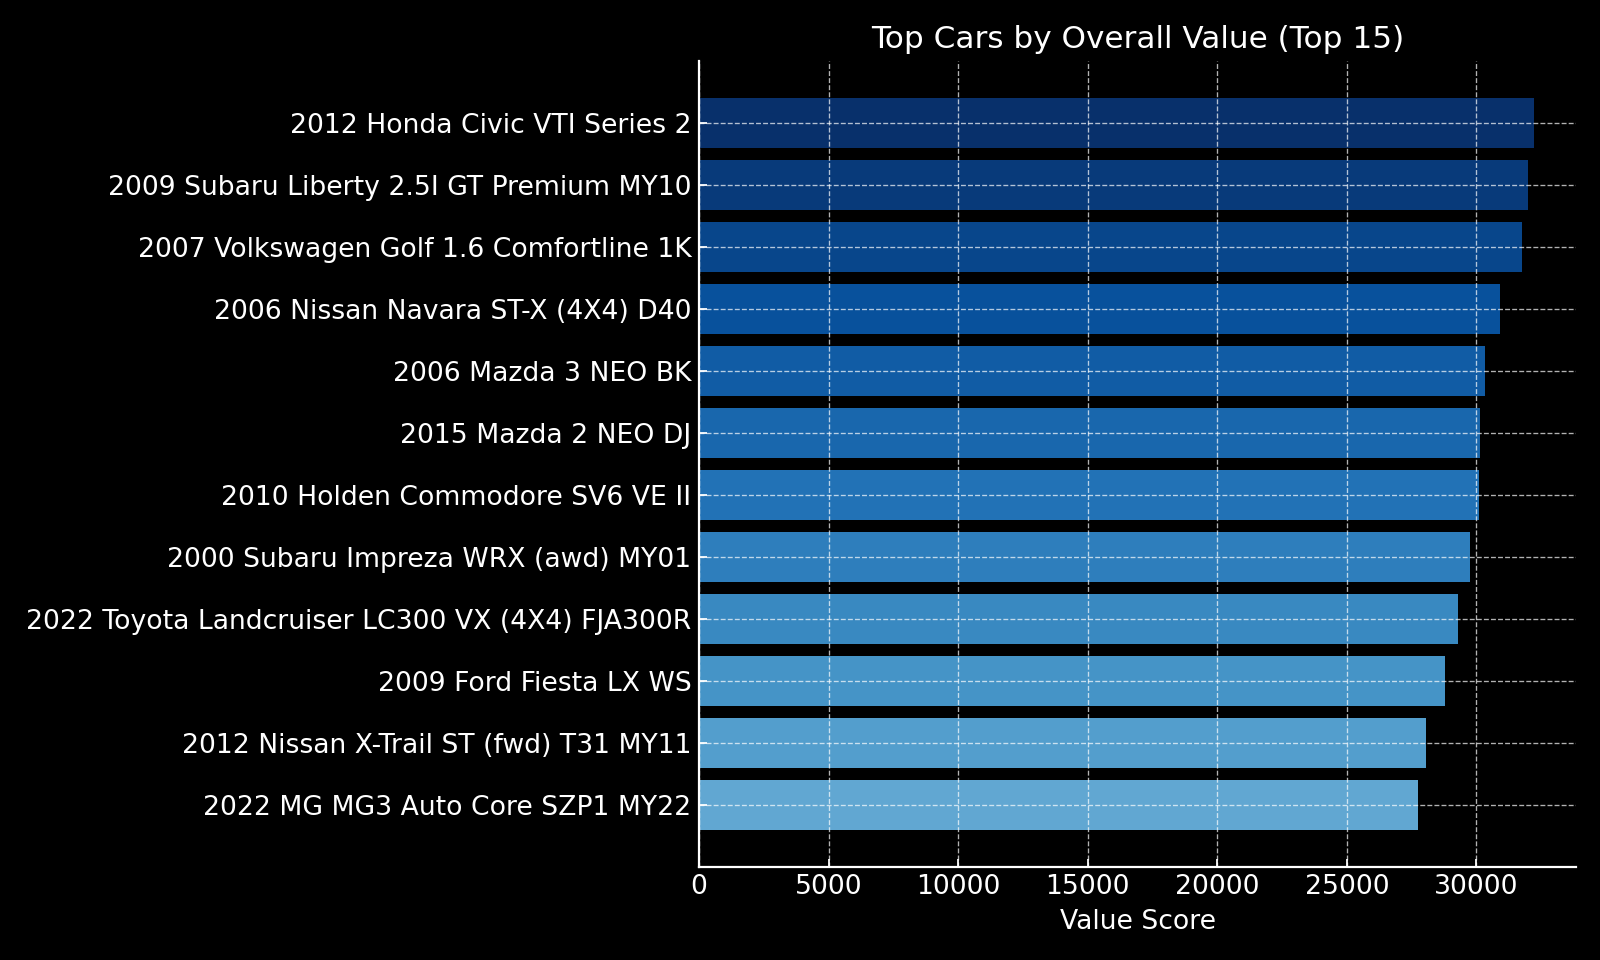 Top Cars by Overall Value (Top 15)
2012 Honda Civic VTI Series 2
2009 Subaru Liberty 2.5I GT Premium MY10
2007 Volkswagen Golf 1.6 Comfortline 1K
2006 Nissan Navara ST-X (4X4) D40
2006 Mazda 3 NEO BK
2015 Mazda 2 NEO DJ
2010 Holden Commodore SV6 VE II
2000 Subaru Impreza WRX (awd) MY01
2022 Toyota Landcruiser LC300 VX (4X4) FJA300R
2009 Ford Fiesta LX WS
2012 Nissan X-Trail ST (fwd) T31 MY11
2022 MG MG3 Auto Core SZP1 MY22
0 5000 10000 15000 20000 25000 30000
Value Score